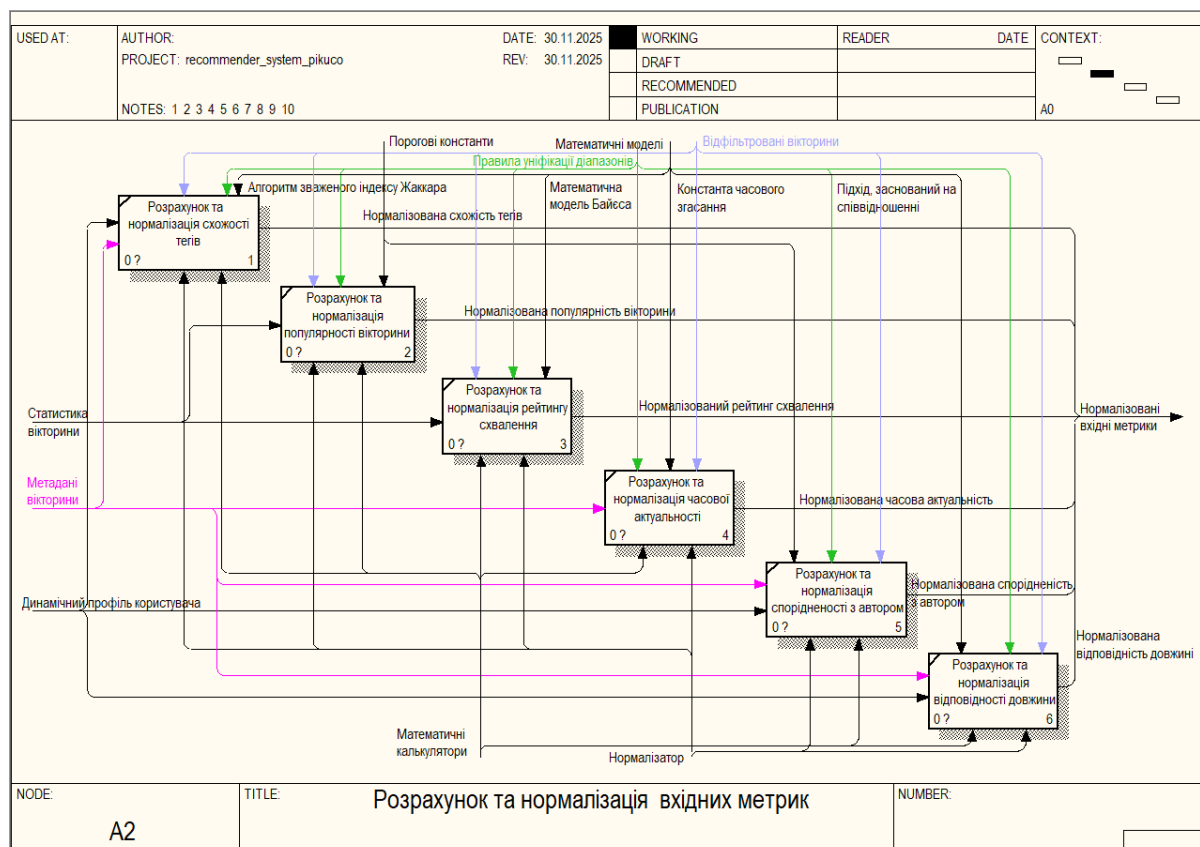 USED AT:
AUTHOR:
DATE: 30.11.2025
WORKING
READER
DATE
CONTEXT:
PROJECT: recommender_system_pikuco
REV: 30.11.2025
DRAFT
RECOMMENDED
NOTES: 1 2 3 4 5 6 7 8 9 10
PUBLICATION
A0
Порогові константи
Математичні моделі
Відфільтровані вікторини
Правила уніфікації діапазонів
Алгоритм зваженого індексу Жаккара
Математична
модель Байєса
Константа часового
згасання
Підхід, заснований на
співвідношенні
Розрахунок та
нормалізація схожості
тегів
0 ?
1
Нормалізована схожість тегів
Розрахунок та
нормалізація
популярності вікторини
0 ?
2
Нормалізована популярність вікторини
Розрахунок та
нормалізація рейтингу
схвалення
0 ?
3
Нормалізований рейтинг схвалення
Статистика
вікторини
Нормалізовані
вхідні метрики
Метадані
вікторини
Розрахунок та
нормалізація часової
актуальності
0 ?
4
Нормалізована часова актуальність
Розрахунок та
нормалізація
спорідненості з автором
0 ?
5
Нормалізована спорідненість
з автором
Динамічний профіль користувача
Нормалізована
відповідність довжині
Розрахунок та
нормалізація
відповідності довжини
0 ?
6
Математичні
калькулятори
Нормалізатор
NODE:
A2
TITLE:
Розрахунок та нормалізація вхідних метрик
NUMBER: